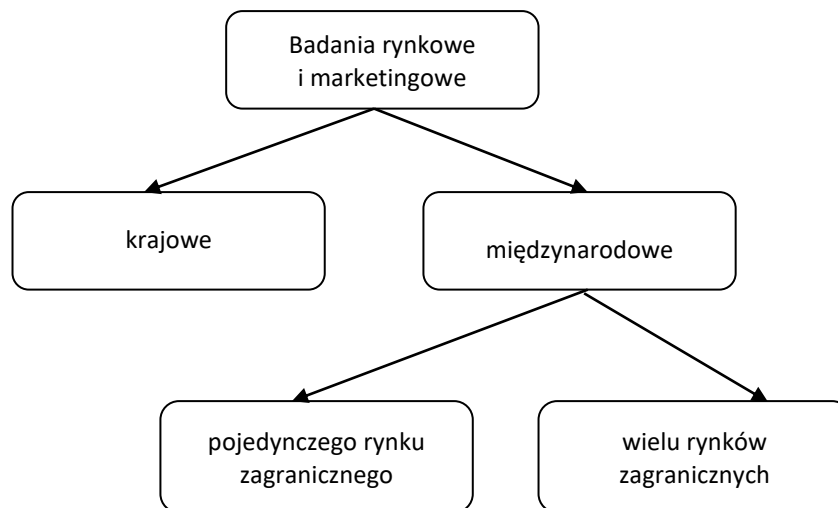 Badania rynkowe
i marketingowe
krajowe
międzynarodowe
pojedynczego rynku
zagranicznego
wielu rynków
zagranicznych